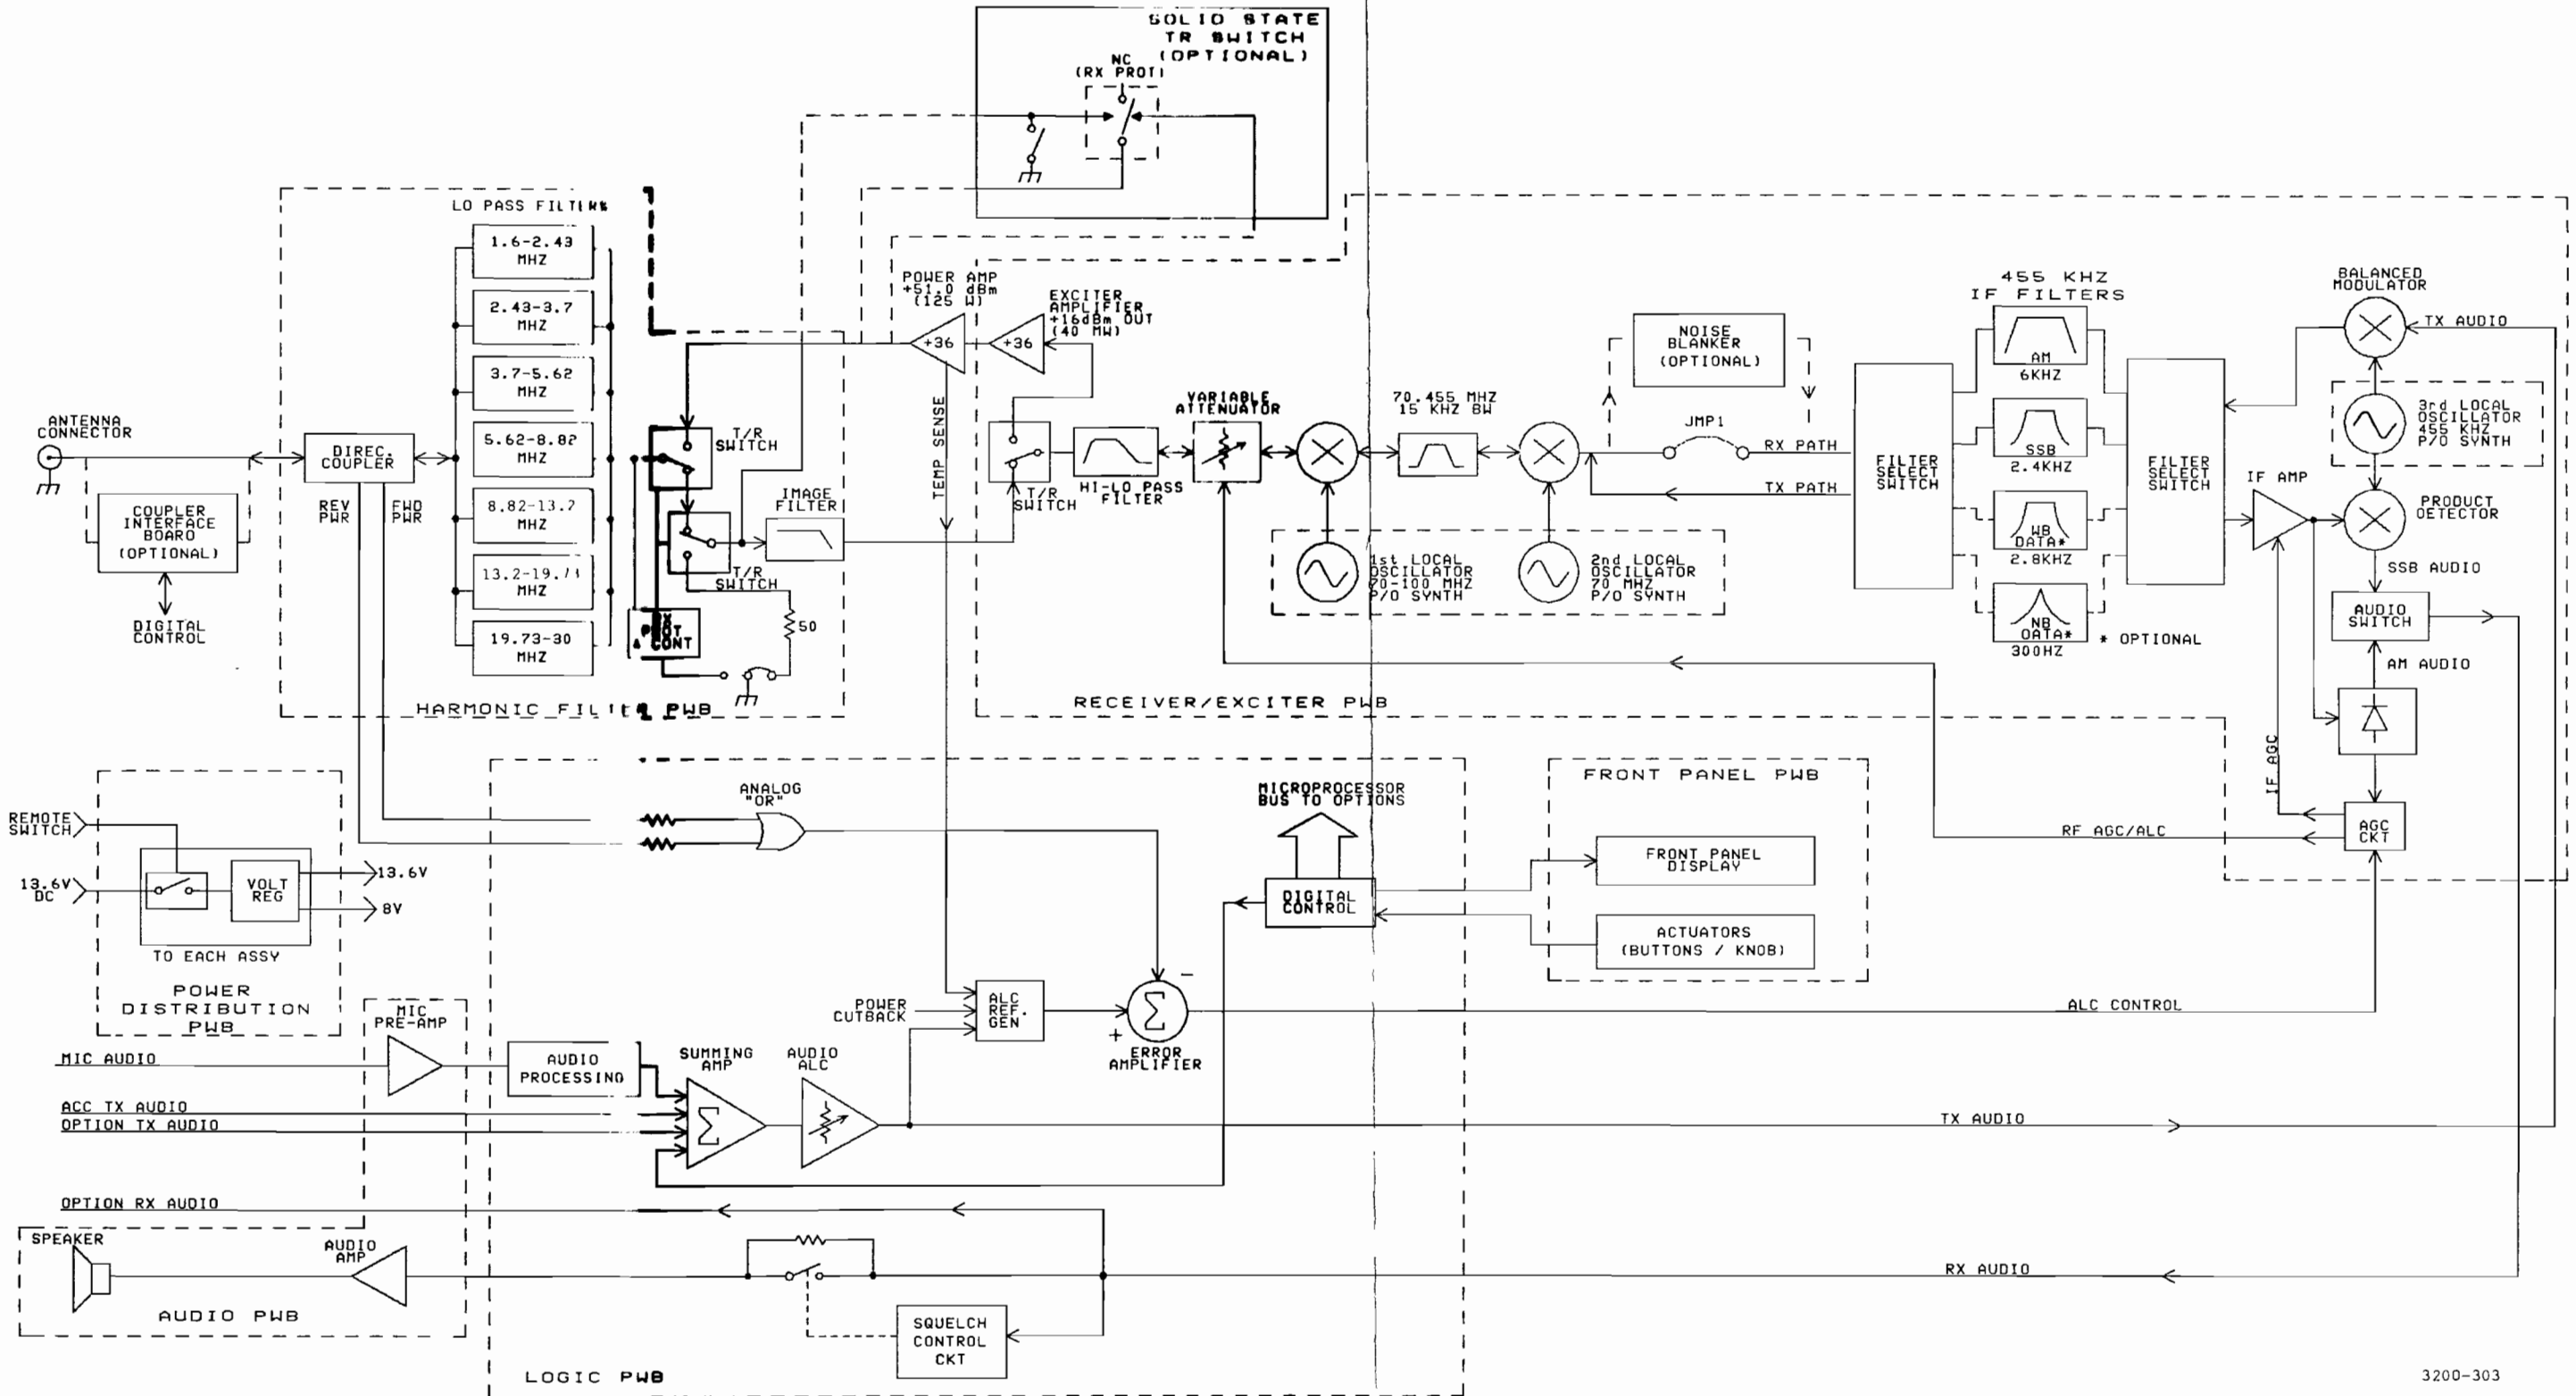 SOLID STATE
TR SWITCH
(OPTIONAL)
NC
(RX PROT)
LO PASS FILTERS
1.6-2.43
MHZ
2.43-3.7
MHZ
3.7-5.62
MHZ
5.62-8.82
MHZ
8.82-13.2
MHZ
13.2-19.73
MHZ
19.73-30
MHZ
ANTENNA
CONNECTOR
DIREC.
COUPLER
REV
PWR
FWD
PWR
COUPLER
INTERFACE
BOARD
(OPTIONAL)
DIGITAL
CONTROL
T/R
SWITCH
T/R
SWITCH
IMAGE
FILTER
RX
PROT
& CONT
50
HARMONIC FILTER PWB
POWER AMP
+51.0 dBm
(125 W)
+36
EXCITER
AMPLIFIER
+16dBm OUT
(40 MW)
+36
TEMP SENSE
T/R
SWITCH
HI-LO PASS
FILTER
VARIABLE
ATTENUATOR
70.455 MHZ
15 KHZ BW
NOISE
BLANKER
(OPTIONAL)
JMP1
RX PATH
TX PATH
1st LOCAL
OSCILLATOR
70-100 MHZ
P/O SYNTH
2nd LOCAL
OSCILLATOR
70 MHZ
P/O SYNTH
RECEIVER/EXCITER PWB
FILTER
SELECT
SWITCH
455 KHZ
IF FILTERS
AM
6KHZ
SSB
2.4KHZ
WB
DATA*
2.8KHZ
NB
DATA*
300HZ
* OPTIONAL
FILTER
SELECT
SWITCH
BALANCED
MODULATOR
TX AUDIO
3rd LOCAL
OSCILLATOR
455 KHZ
P/O SYNTH
IF AMP
PRODUCT
DETECTOR
SSB AUDIO
AUDIO
SWITCH
AM AUDIO
IF AGC
AGC
CKT
RF AGC/ALC
REMOTE
SWITCH
13.6V
DC
VOLT
REG
13.6V
8V
TO EACH ASSY
POWER
DISTRIBUTION
PWB
ANALOG
"OR"
MICROPROCESSOR
BUS TO OPTIONS
DIGITAL
CONTROL
FRONT PANEL PWB
FRONT PANEL
DISPLAY
ACTUATORS
(BUTTONS / KNOB)
POWER
CUTBACK
ALC
REF.
GEN
Σ
-
+
ERROR
AMPLIFIER
ALC CONTROL
MIC
PRE-AMP
MIC AUDIO
AUDIO
PROCESSING
SUMMING
AMP
Σ
AUDIO
ALC
ACC TX AUDIO
OPTION TX AUDIO
TX AUDIO
OPTION RX AUDIO
SPEAKER
AUDIO
AMP
AUDIO PWB
RX AUDIO
SQUELCH
CONTROL
CKT
LOGIC PWB
3200-303